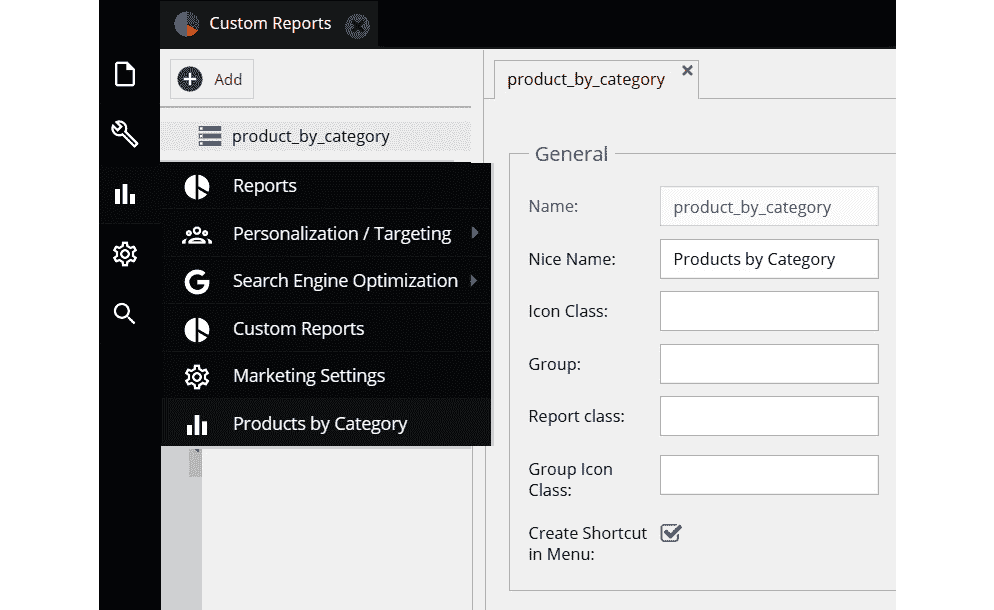 Custom Reports
Add
product_by_category
Reports
Personalization / Targeting
Search Engine Optimization
Custom Reports
Marketing Settings
Products by Category
product_by_category
General
Name: product_by_category
Nice Name: Products by Category
Icon Class:
Group:
Report class:
Group Icon
Class:
Create Shortcut
in Menu: